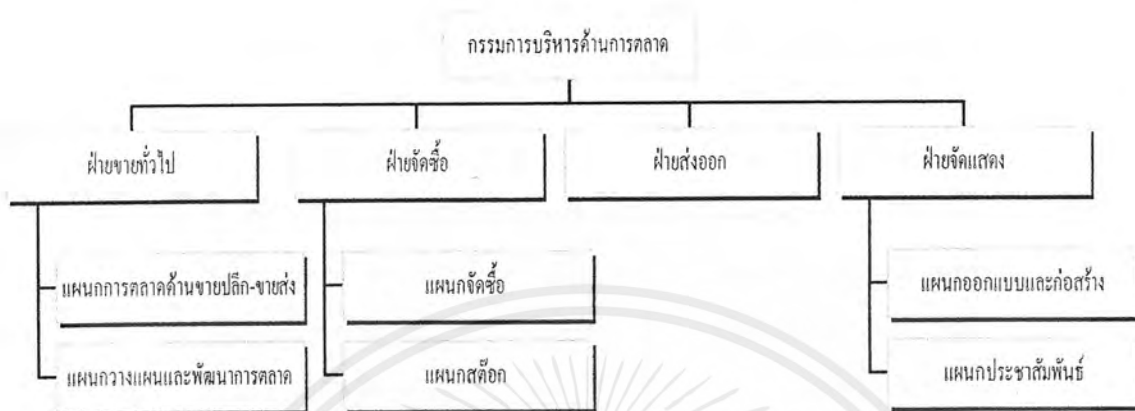 กรรมการบริหารด้านการตลาด
ฝ่ายขายทั่วไป
ฝ่ายจัดซื้อ
ฝ่ายส่งออก
ฝ่ายจัดแสดง
แผนกการตลาดด้านขายปลีก-ขายส่ง
แผนกจัดซื้อ
แผนกออกแบบและก่อสร้าง
แผนกวางแผนและพัฒนาการตลาด
แผนกสต๊อก
แผนกประชาสัมพันธ์